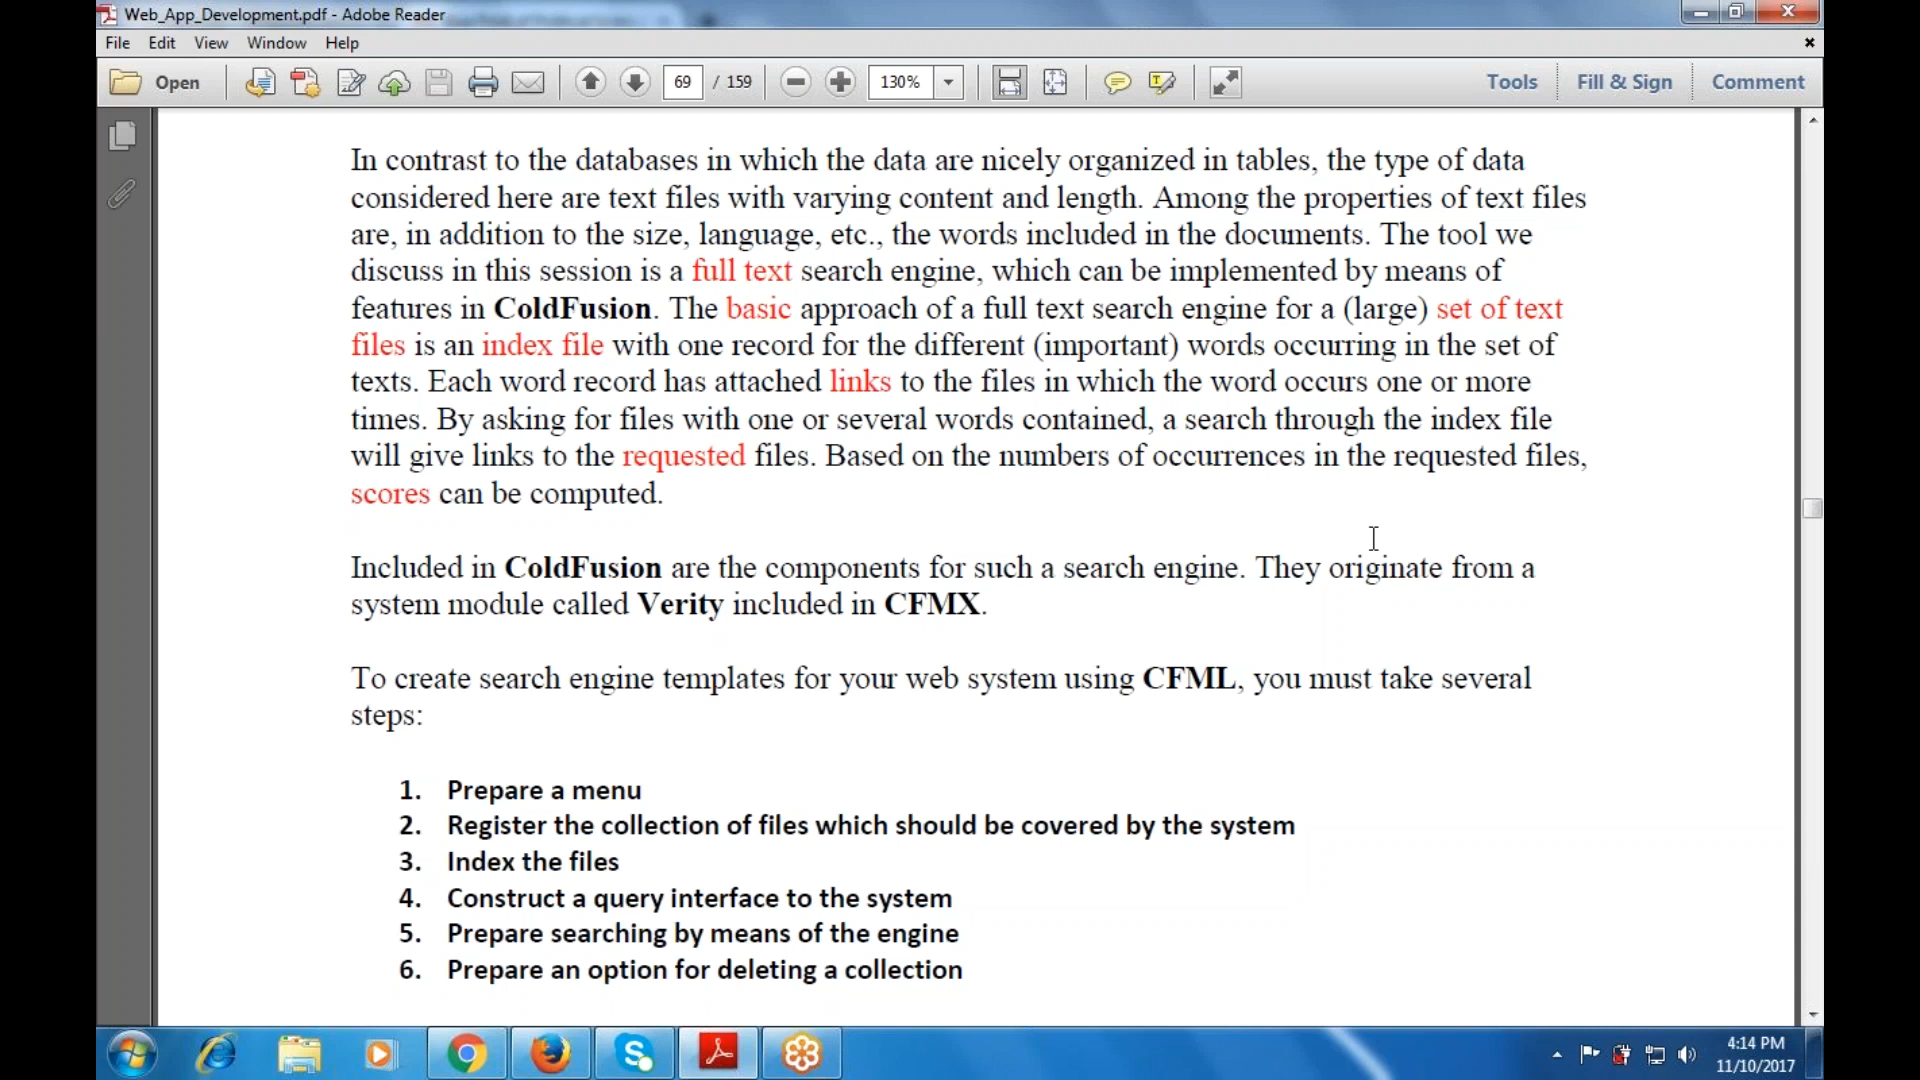 Web_App_Development.pdf - Adobe Reader
File Edit View Window Help
Open 69 / 159 130% Tools Fill & Sign Comment
In contrast to the databases in which the data are nicely organized in tables, the type of data
considered here are text files with varying content and length. Among the properties of text files
are, in addition to the size, language, etc., the words included in the documents. The tool we
discuss in this session is a full text search engine, which can be implemented by means of
features in ColdFusion. The basic approach of a full text search engine for a (large) set of text
files is an index file with one record for the different (important) words occurring in the set of
texts. Each word record has attached links to the files in which the word occurs one or more
times. By asking for files with one or several words contained, a search through the index file
will give links to the requested files. Based on the numbers of occurrences in the requested files,
scores can be computed.
Included in ColdFusion are the components for such a search engine. They originate from a
system module called Verity included in CFMX.
To create search engine templates for your web system using CFML, you must take several
steps:
1. Prepare a menu
2. Register the collection of files which should be covered by the system
3. Index the files
4. Construct a query interface to the system
5. Prepare searching by means of the engine
6. Prepare an option for deleting a collection
4:14 PM
11/10/2017